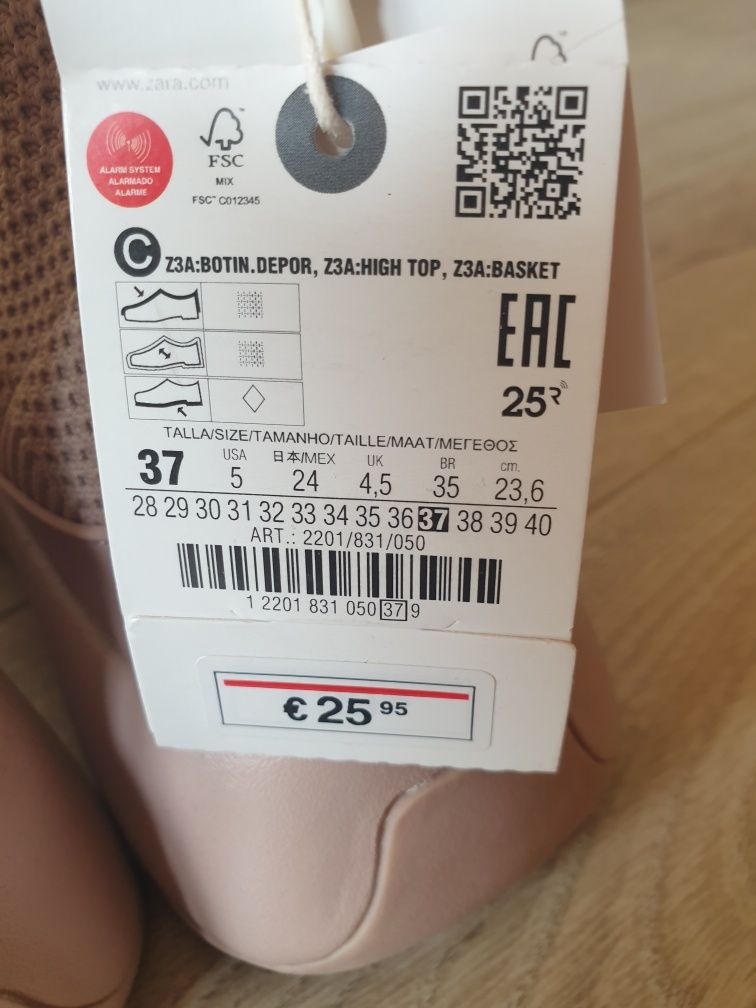 www.zara.com
ALARM SYSTEM
ALARMADO
ALARME
FSC
MIX
FSC™ C012345
C Z3A:BOTIN.DEPOR, Z3A:HIGH TOP, Z3A:BASKET
EAC
25R
TALLA/SIZE/TAMANHO/TAILLE/MAAT/ΜΕΓΕΘΟΣ
37 USA 日本/MEX UK BR cm.
5 24 4,5 35 23,6
28 29 30 31 32 33 34 35 36 37 38 39 40
ART.: 2201/831/050
1 2201 831 050 37 9
€ 25 95